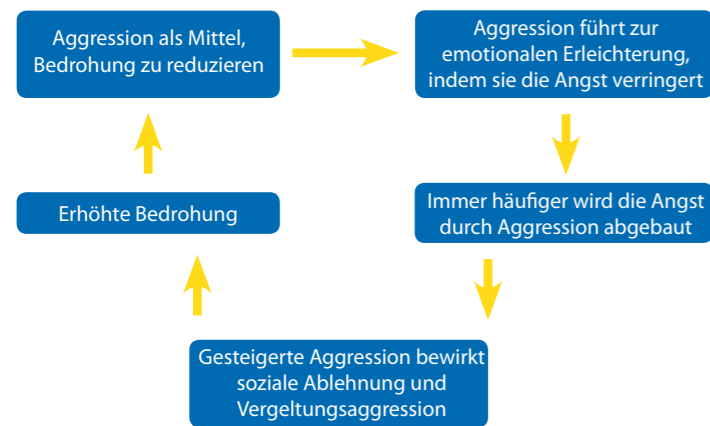 Aggression als Mittel,
Bedrohung zu reduzieren
Aggression führt zur
emotionalen Erleichterung,
indem sie die Angst verringert
Immer häufiger wird die Angst
durch Aggression abgebaut
Gesteigerte Aggression bewirkt
soziale Ablehnung und
Vergeltungsaggression
Erhöhte Bedrohung